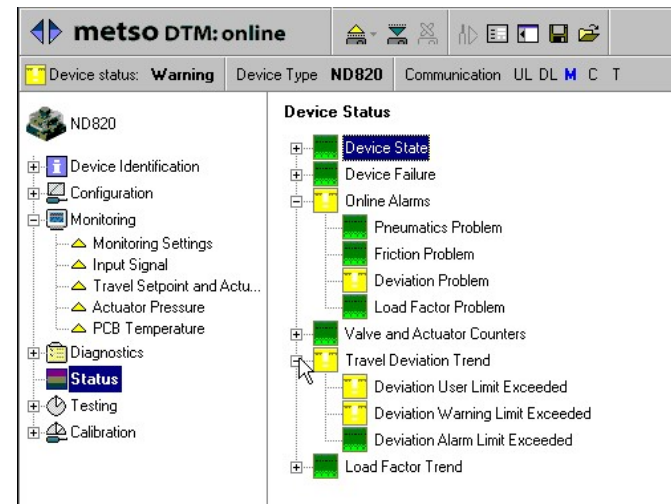 metso DTM: online
Device status: Warning Device Type ND820 Communication UL DL M C T
ND820
Device Identification
Configuration
Monitoring
Monitoring Settings
Input Signal
Travel Setpoint and Actu...
Actuator Pressure
PCB Temperature
Diagnostics
Status
Testing
Calibration
Device Status
Device State
Device Failure
Online Alarms
Pneumatics Problem
Friction Problem
Deviation Problem
Load Factor Problem
Valve and Actuator Counters
Travel Deviation Trend
Deviation User Limit Exceeded
Deviation Warning Limit Exceeded
Deviation Alarm Limit Exceeded
Load Factor Trend